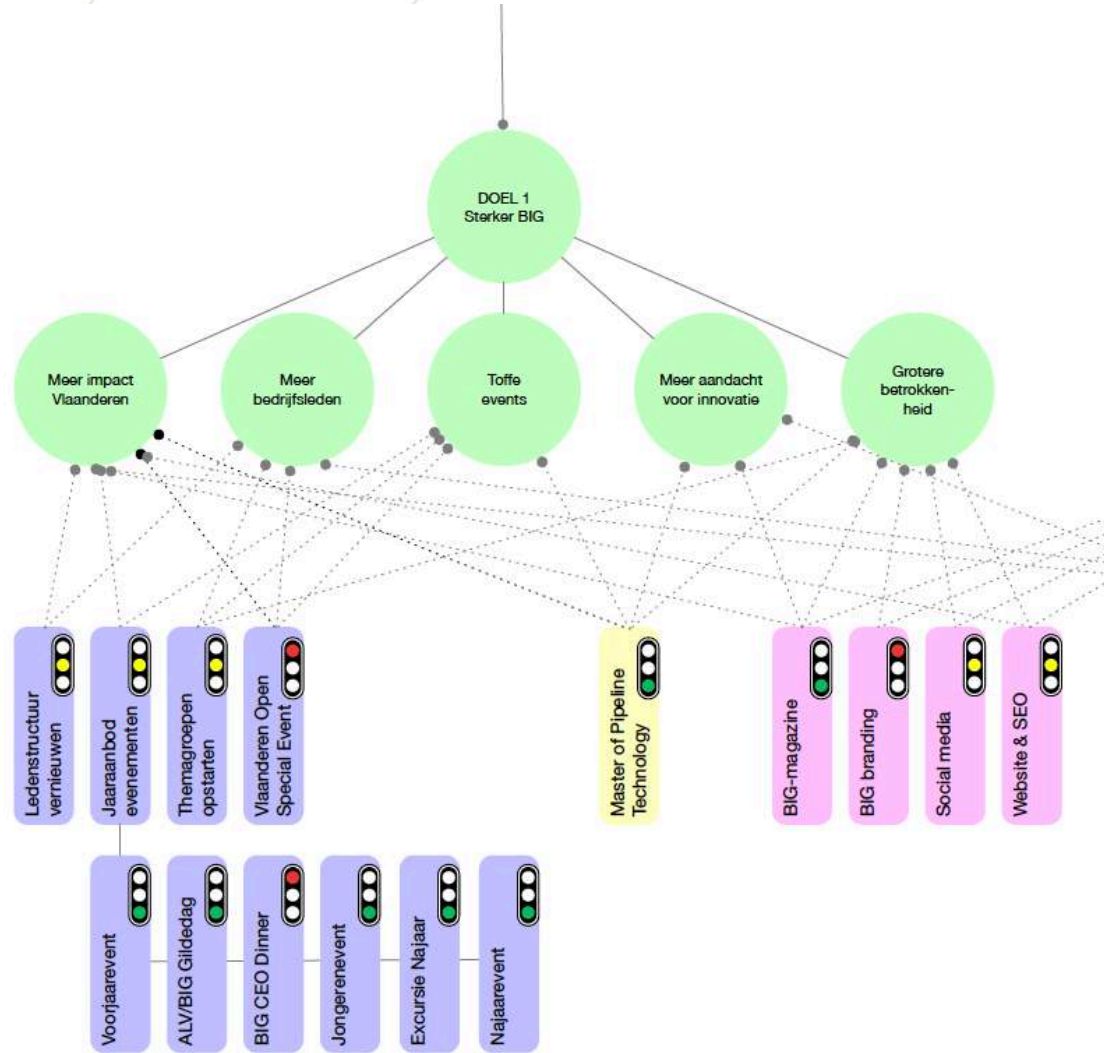 DOEL 1
Sterker BIG
Meer impact
Vlaanderen
Meer
bedrijfsleden
Toffe
events
Meer aandacht
voor innovatie
Grotere
betrokken-
heid
Ledenstructuur
vernieuwen
Jaaraanbod
evenementen
Themagroepen
opstarten
Vlaanderen Open
Special Event
Master of Pipeline
Technology
BIG-magazine
BIG branding
Social media
Website & SEO
Voorjaarevent
ALV/BIG Gildedag
BIG CEO Dinner
Jongerenevent
Excursie Najaar
Najaarevent